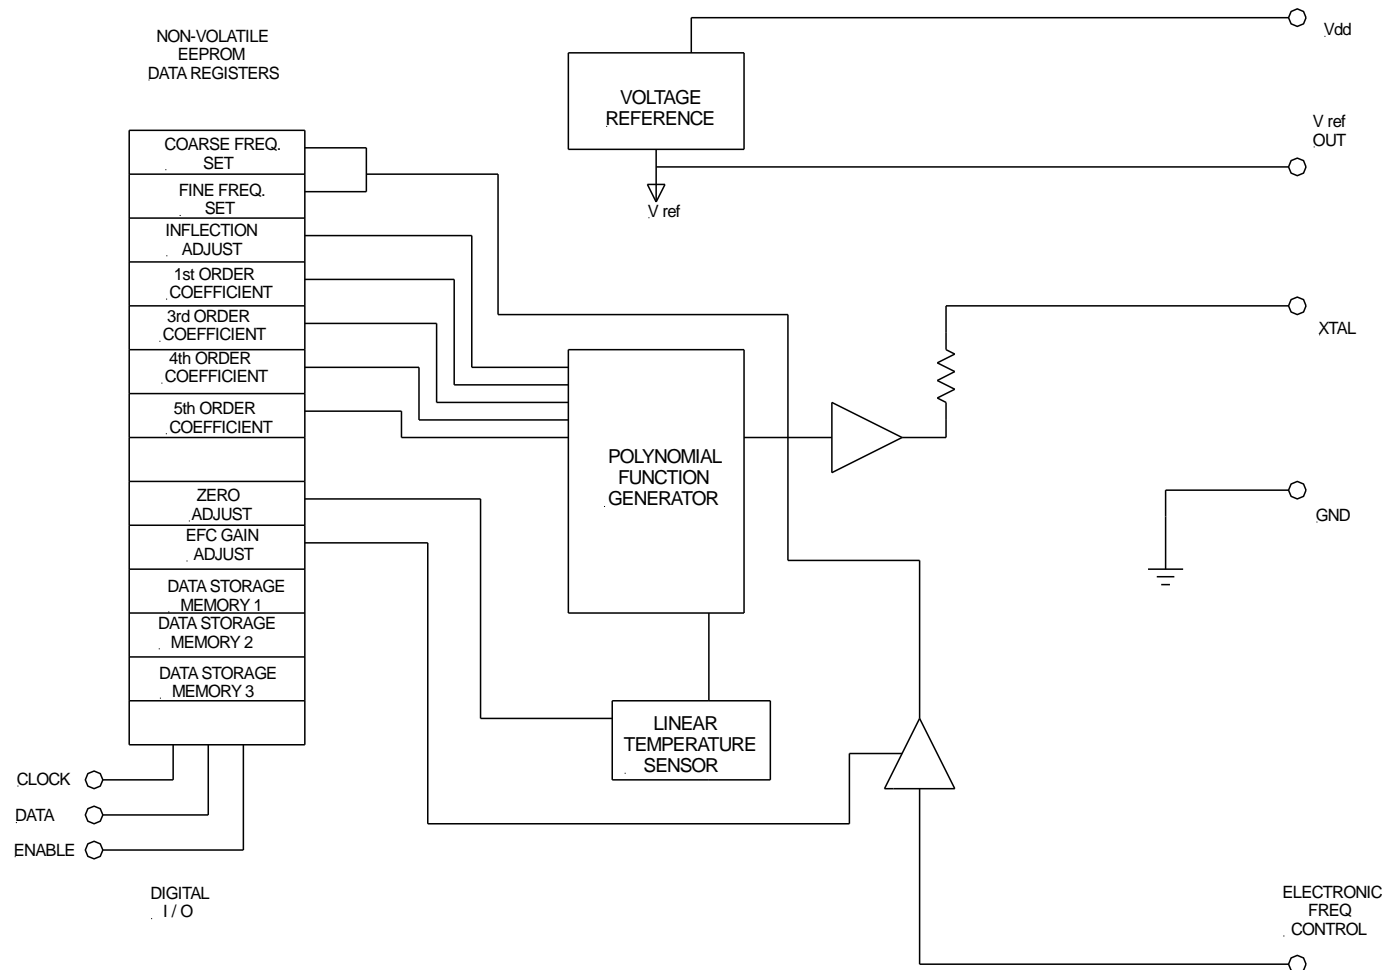 NON-VOLATILE
EEPROM
DATA REGISTERS
COARSE FREQ.
SET
FINE FREQ.
SET
INFLECTION
ADJUST
1st ORDER
COEFFICIENT
3rd ORDER
COEFFICIENT
4th ORDER
COEFFICIENT
5th ORDER
COEFFICIENT
ZERO
ADJUST
EFC GAIN
ADJUST
DATA STORAGE
MEMORY 1
DATA STORAGE
MEMORY 2
DATA STORAGE
MEMORY 3
CLOCK
DATA
ENABLE
DIGITAL
I / O
VOLTAGE
REFERENCE
V ref
POLYNOMIAL
FUNCTION
GENERATOR
LINEAR
TEMPERATURE
SENSOR
Vdd
V ref
OUT
XTAL
GND
ELECTRONIC
FREQ
CONTROL